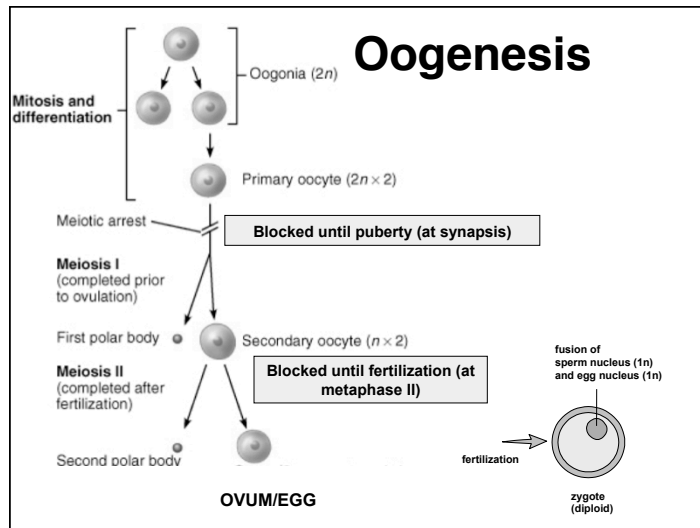 Oogenesis
Oogonia (2n)
Mitosis and
differentiation
Primary oocyte (2n × 2)
Meiotic arrest
Blocked until puberty (at synapsis)
Meiosis I
(completed prior
to ovulation)
First polar body
Secondary oocyte (n × 2)
Meiosis II
(completed after
fertilization)
Blocked until fertilization (at
metaphase II)
fusion of
sperm nucleus (1n)
and egg nucleus (1n)
Second polar body
fertilization
OVUM/EGG
zygote
(diploid)